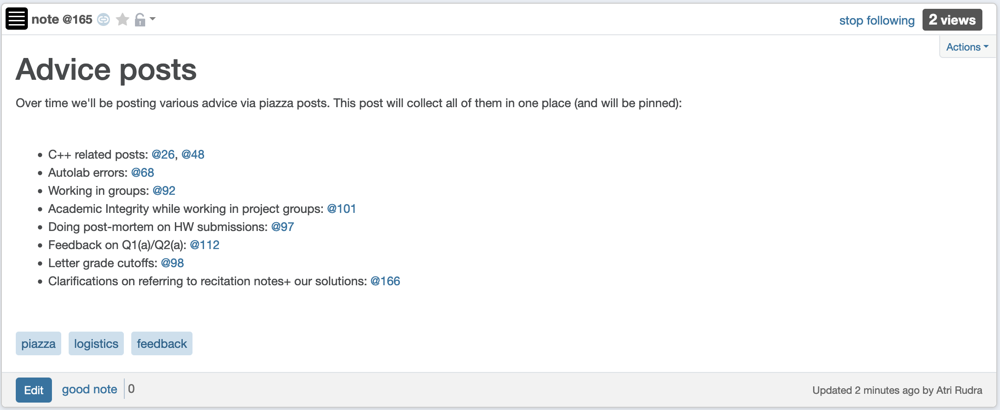 note @165
stop following
2 views
Actions
Advice posts
Over time we'll be posting various advice via piazza posts. This post will collect all of them in one place (and will be pinned):
• C++ related posts: @26, @48
• Autolab errors: @68
• Working in groups: @92
• Academic Integrity while working in project groups: @101
• Doing post-mortem on HW submissions: @97
• Feedback on Q1(a)/Q2(a): @112
• Letter grade cutoffs: @98
• Clarifications on referring to recitation notes+ our solutions: @166
piazza logistics feedback
Edit good note 0
Updated 2 minutes ago by Atri Rudra